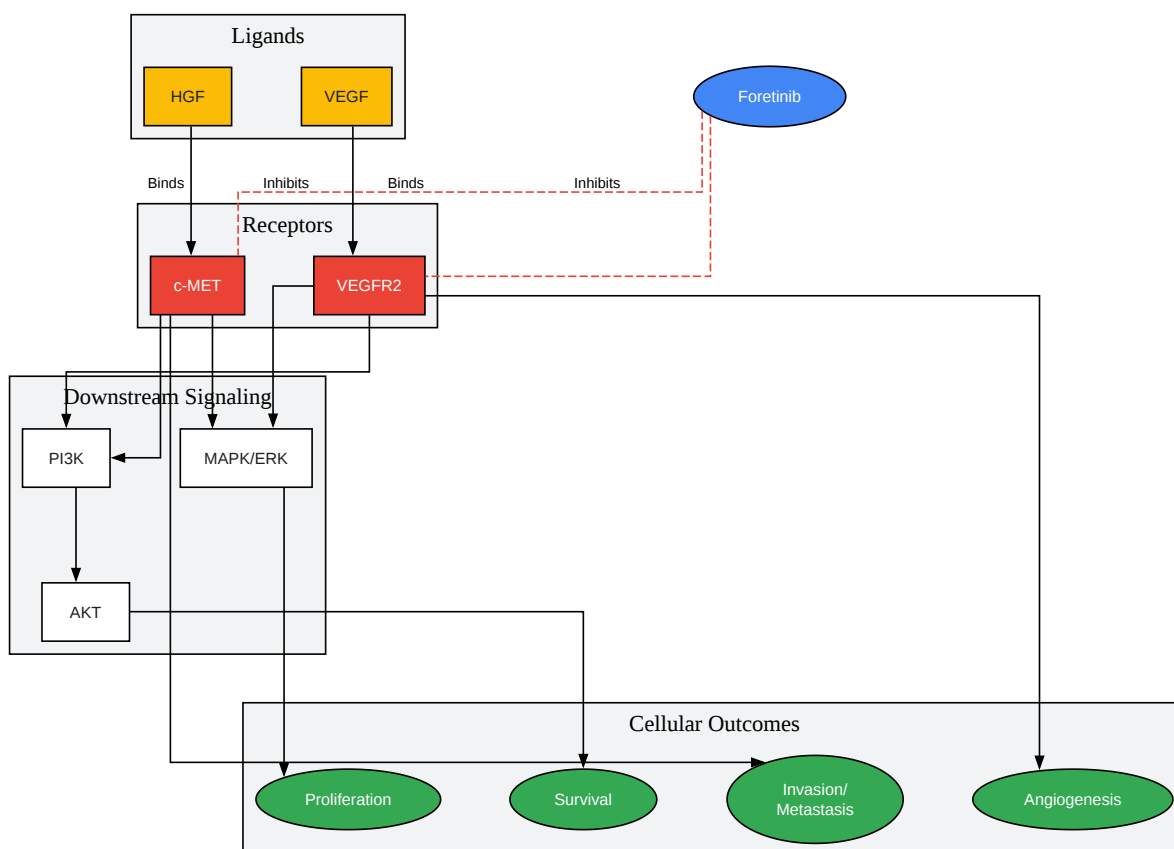 Ligands
HGF
VEGF
Foretinib
Binds
Inhibits
Binds
Inhibits
Receptors
c-MET
VEGFR2
Downstream Signaling
PI3K
MAPK/ERK
AKT
Cellular Outcomes
Proliferation
Survival
Invasion/
Metastasis
Angiogenesis